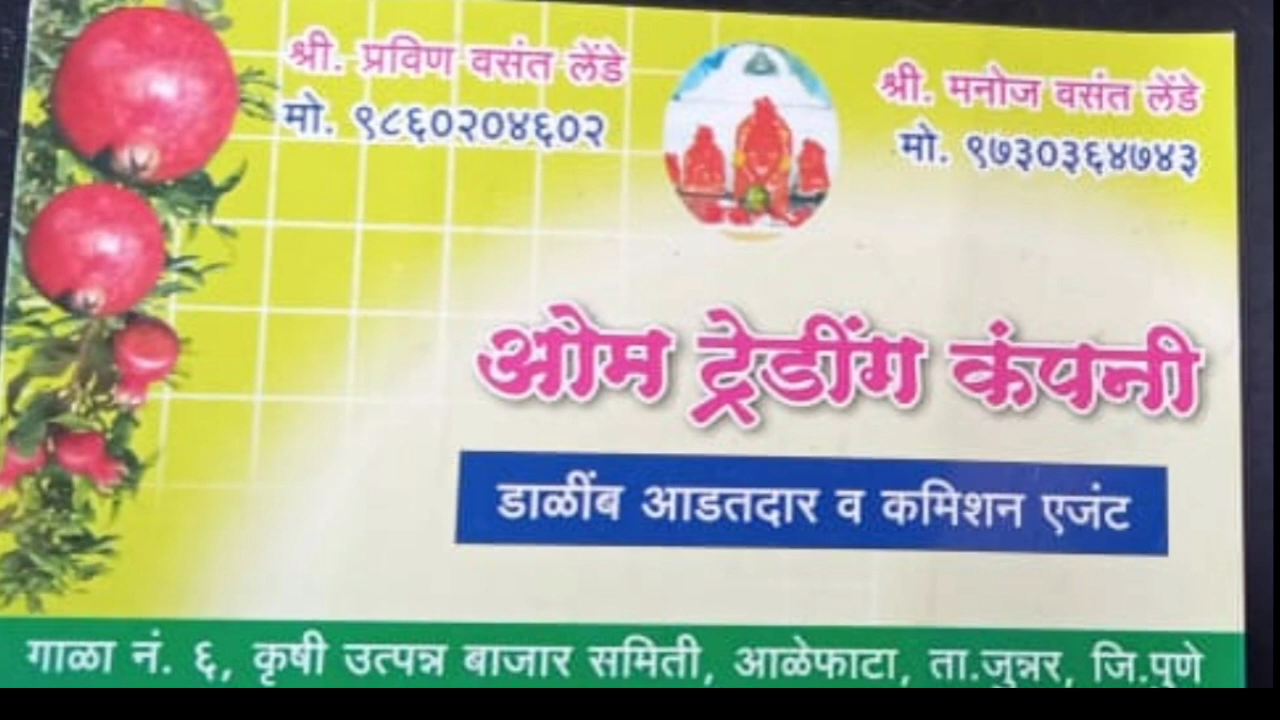 श्री. प्रविण वसंत लेंडे
मो. ९८६०२०४६०२
श्री. मनोज वसंत लेंडे
मो. ९७३०३६४७४३
ओम ट्रेडींग कंपनी
डाळींब आडतदार व कमिशन एजंट
गाळा नं. ६, कृषी उत्पन्न बाजार समिती, आळेफाटा, ता.जुन्नर, जि.पुणे